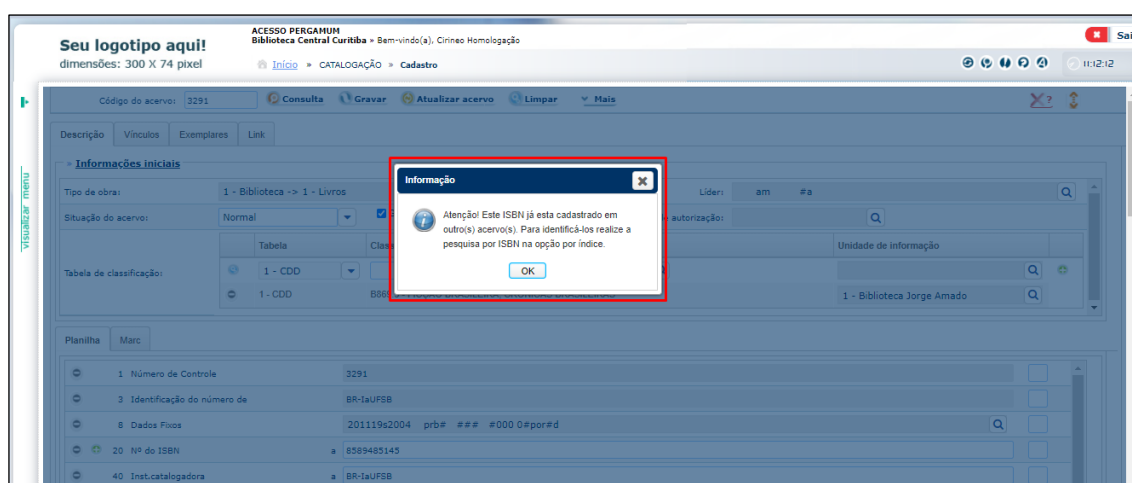 ACESSO PERGAMUM
Seu logotipo aqui!
Biblioteca Central Curitiba » Bem-vindo(a), Cirineo Homologação
Sai
dimensões: 300 X 74 pixel
Início » CATALOGAÇÃO » Cadastro
11:12:12
visualizar menu
Código do acervo: 3291 Consulta Gravar Atualizar acervo Limpar Mais
Descrição Vínculos Exemplares Link
» Informações iniciais
Informação
Tipo de obra: 1 - Biblioteca -> 1 - Livros Líder: am #a
Situação do acervo: Normal autorização:
Atenção! Este ISBN já esta cadastrado em
outro(s) acervo(s). Para identificá-los realize a
pesquisa por ISBN na opção por índice.
OK
Tabela Unidade de informação
Tabela de classificação: 1 - CDD
1 - CDD 1 - Biblioteca Jorge Amado
Planilha Marc
1 Número de Controle 3291
3 Identificação do número de BR-IaUFSB
8 Dados Fixos 201119s2004 prb# ### #000 0#por#d
20 Nº do ISBN a 8589485145
40 Inst.catalogadora a BR-IaUFSB